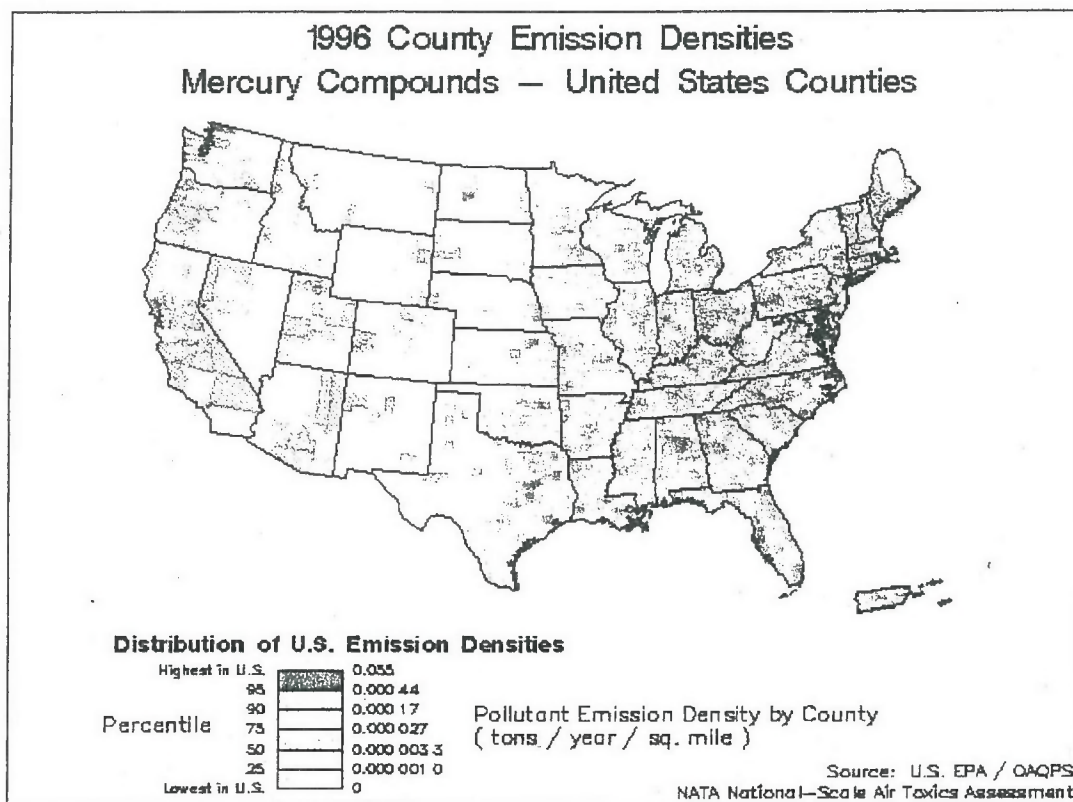 1996 County Emission Densities
Mercury Compounds — United States Counties
Distribution of U.S. Emission Densities
Highest in U.S. 0.055
95 0.000 44
90 0.000 17
Percentile 75 0.000 027
50 0.000 003 3
25 0.000 001 0
Lowest in U.S. 0
Pollutant Emission Density by County
( tons / year / sq. mile )
Source: U.S. EPA / OAQPS
NATA National-Scale Air Toxics Assessment